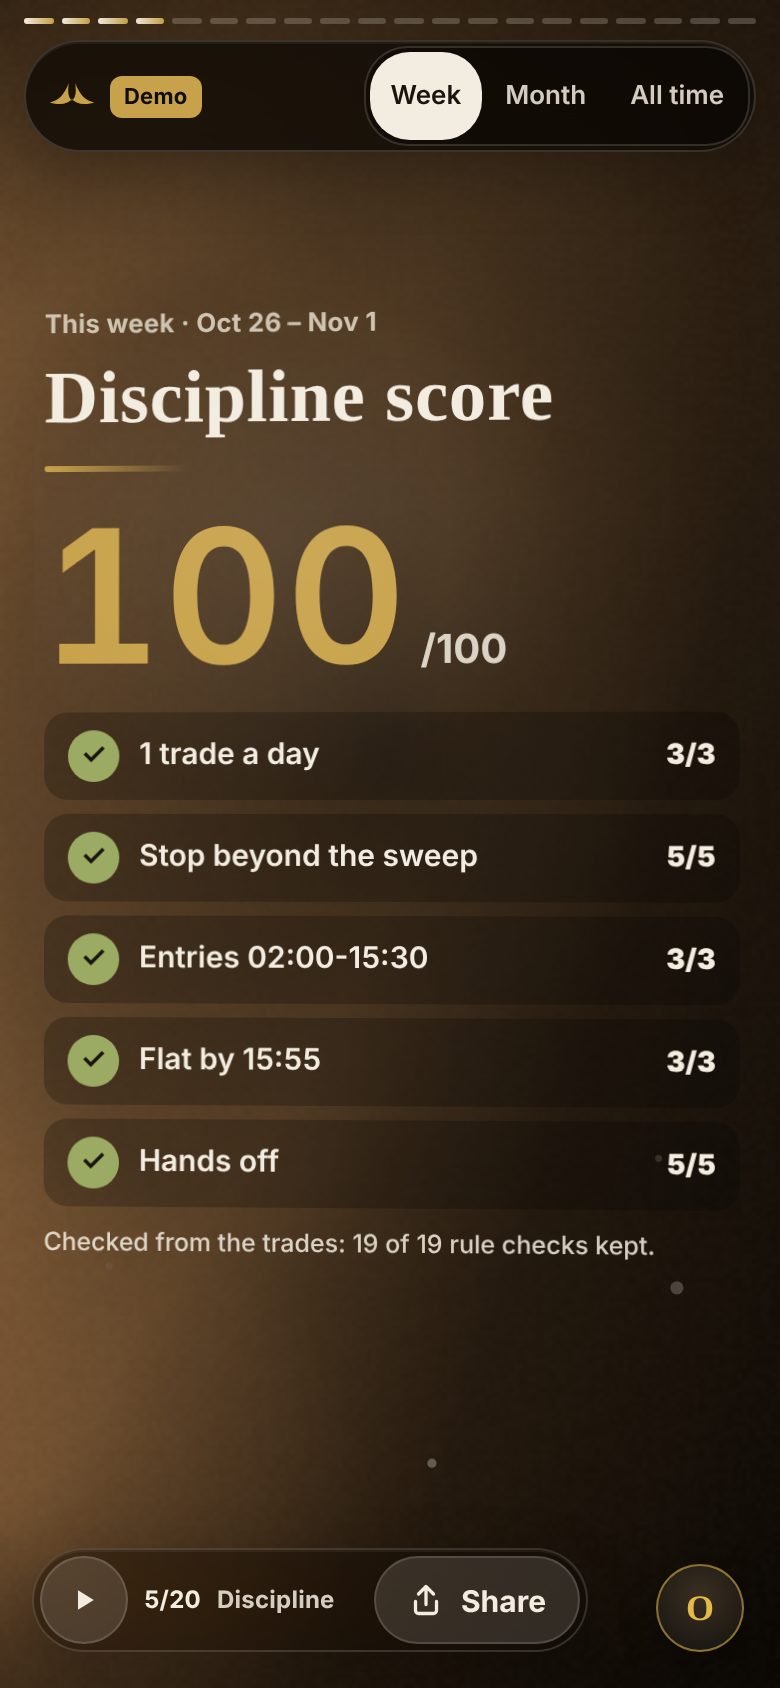 Demo
Week Month All time
This week · Oct 26 – Nov 1
Discipline score
100 /100
1 trade a day 3/3
Stop beyond the sweep 5/5
Entries 02:00-15:30 3/3
Flat by 15:55 3/3
Hands off 5/5
Checked from the trades: 19 of 19 rule checks kept.
5/20 Discipline Share
O